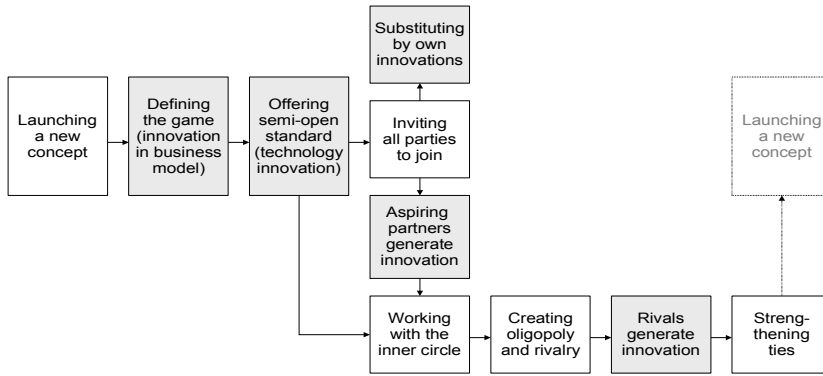 Substituting
by own
innovations
Launching
a new
concept
Defining
the game
(innovation
in business
model)
Offering
semi-open
standard
(technology
innovation)
Inviting
all parties
to join
Launching
a new
concept
Aspiring
partners
generate
innovation
Working
with the
inner circle
Creating
oligopoly
and rivalry
Rivals
generate
innovation
Streng-
thening
ties